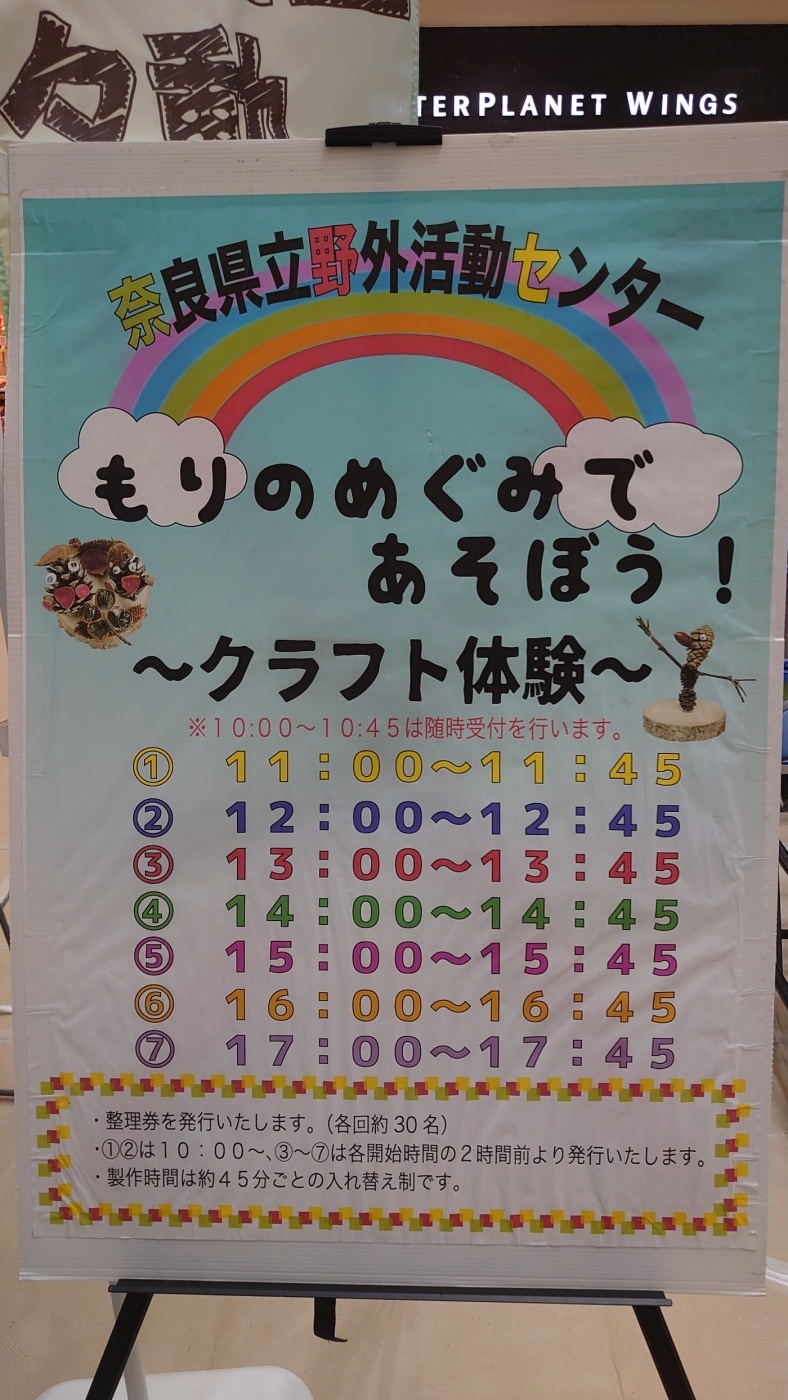 動
TERPLANET WINGS
奈良県立野外活動センター
もりのめぐみで
あそぼう！
～クラフト体験～
※１０:００～１０:４５は随時受付を行います。
① １１：００～１１：４５
② １２：００～１２：４５
③ １３：００～１３：４５
④ １４：００～１４：４５
⑤ １５：００～１５：４５
⑥ １６：００～１６：４５
⑦ １７：００～１７：４５
・整理券を発行いたします。（各回約 30 名）
・①②は１０：００～、③～⑦は各開始時間の２時間前より発行いたします。
・製作時間は約４５分ごとの入れ替え制です。